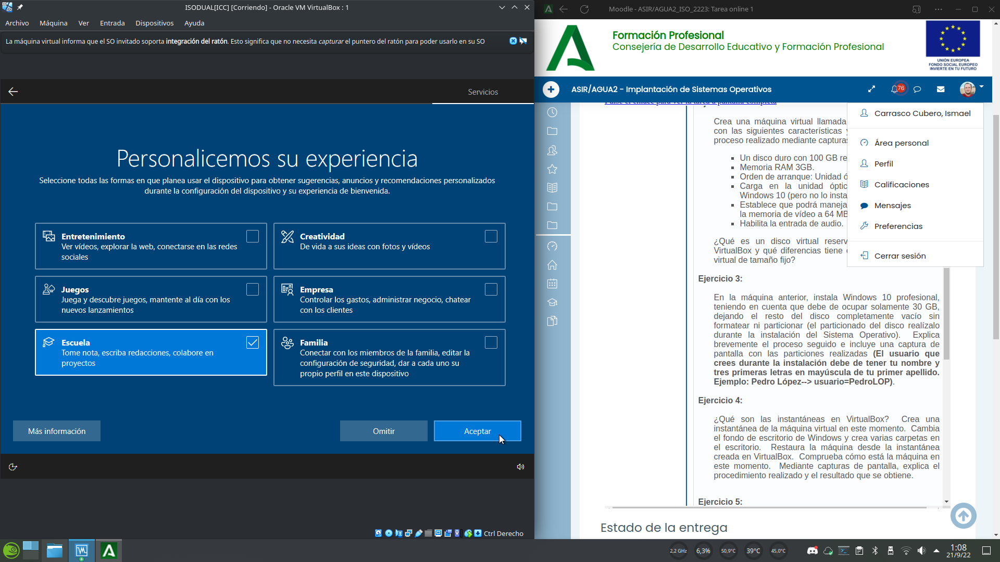 ISODUAL[ICC] [Corriendo] - Oracle VM VirtualBox : 1
Archivo Máquina Ver Entrada Dispositivos Ayuda
La máquina virtual informa que el SO invitado soporta integración del ratón. Esto significa que no necesita capturar el puntero del ratón para poder usarlo en su SO
Servicios
Personalicemos su experiencia
Seleccione todas las formas en que planea usar el dispositivo para obtener sugerencias, anuncios y recomendaciones personalizados
durante la configuración del dispositivo y su experiencia de bienvenida.
Entretenimiento
Ver vídeos, explorar la web, conectarse en las redes
sociales
Creatividad
De vida a sus ideas con fotos y vídeos
Juegos
Juega y descubre juegos, mantente al día con los
nuevos lanzamientos
Empresa
Controlar los gastos, administrar negocio, chatear
con los clientes
Escuela
Tome nota, escriba redacciones, colabore en
proyectos
Familia
Conectar con los miembros de la familia, editar la
configuración de seguridad, dar a cada uno su
propio perfil en este dispositivo
Más información
Omitir
Aceptar
Ctrl Derecho
Moodle - ASIR/AGUA2_ISO_2223: Tarea online 1
Formación Profesional
Consejería de Desarrollo Educativo y Formación Profesional
UNIÓN EUROPEA
FONDO SOCIAL EUROPEO
INVIERTE EN TU FUTURO
ASIR/AGUA2 - Implantación de Sistemas Operativos
76
Pulse el enlace para ver la tarea a pantalla completa
Crea una máquina virtual llamada
con las siguientes características
proceso realizado mediante capturas
Un disco duro con 100 GB re
Memoria RAM 3GB.
Orden de arranque: Unidad ó
Carga en la unidad óptic
Windows 10 (pero no lo insta
Establece que podrá maneja
la memoria de vídeo a 64 MB
Habilita la entrada de audio.
¿Qué es un disco virtual reserv
VirtualBox y qué diferencias tiene
virtual de tamaño fijo?
Carrasco Cubero, Ismael
Área personal
Perfil
Calificaciones
Mensajes
Preferencias
Cerrar sesión
Ejercicio 3:
En la máquina anterior, instala Windows 10 profesional,
teniendo en cuenta que debe de ocupar solamente 30 GB,
dejando el resto del disco completamente vacío sin
formatear ni particionar (el particionado del disco realízalo
durante la instalación del Sistema Operativo). Explica
brevemente el proceso seguido e incluye una captura de
pantalla con las particiones realizadas (El usuario que
crees durante la instalación debe de tener tu nombre y
tres primeras letras en mayúscula de tu primer apellido.
Ejemplo: Pedro López--> usuario=PedroLOP).
Ejercicio 4:
¿Qué son las instantáneas en VirtualBox? Crea una
instantánea de la máquina virtual en este momento. Cambia
el fondo de escritorio de Windows y crea varias carpetas en
el escritorio. Restaura la máquina desde la instantánea
creada en VirtualBox. Comprueba cómo está la máquina en
este momento. Mediante capturas de pantalla, explica el
procedimiento realizado y el resultado que se obtiene.
Ejercicio 5:
Estado de la entrega
2,2 GHz 6,3% 50,9°C 39°C 45,0°C
1:08
21/9/22